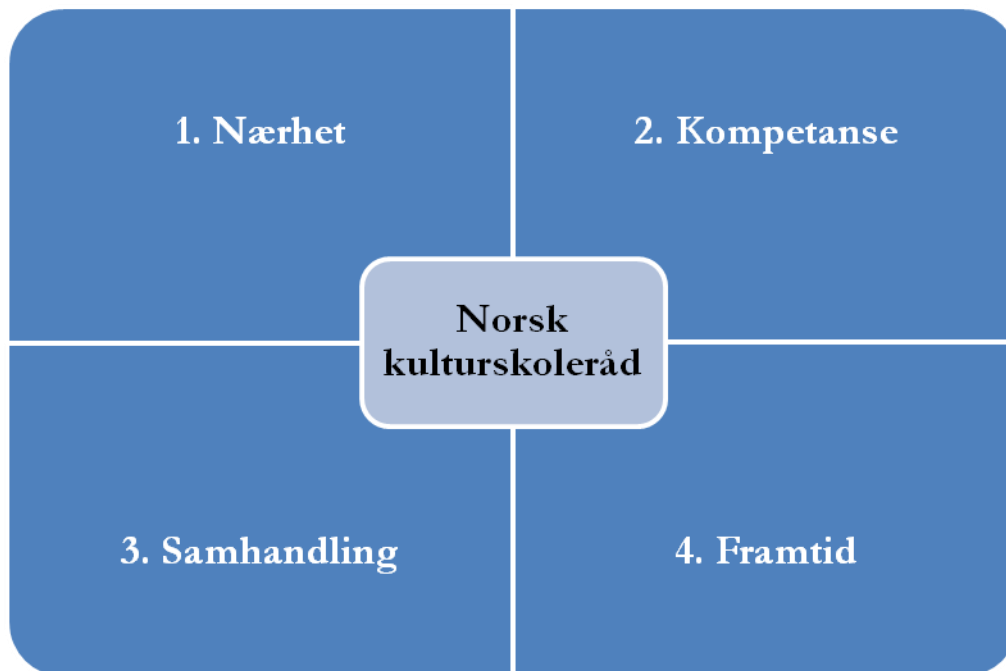 1. Nærhet
2. Kompetanse
Norsk
kulturskoleråd
3. Samhandling
4. Framtid